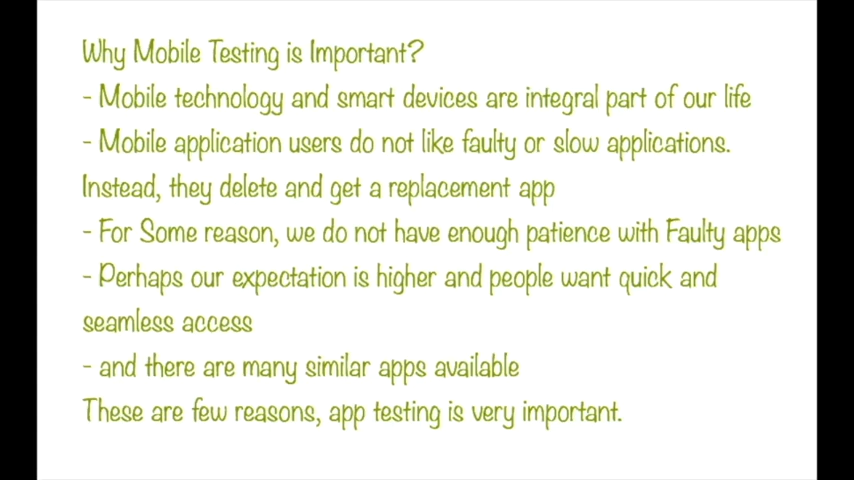 Why Mobile Testing is Important?
- Mobile technology and smart devices are integral part of our life
- Mobile application users do not like faulty or slow applications.
Instead, they delete and get a replacement app
- For Some reason, we do not have enough patience with Faulty apps
- Perhaps our expectation is higher and people want quick and
seamless access
- and there are many similar apps available
These are few reasons, app testing is very important.